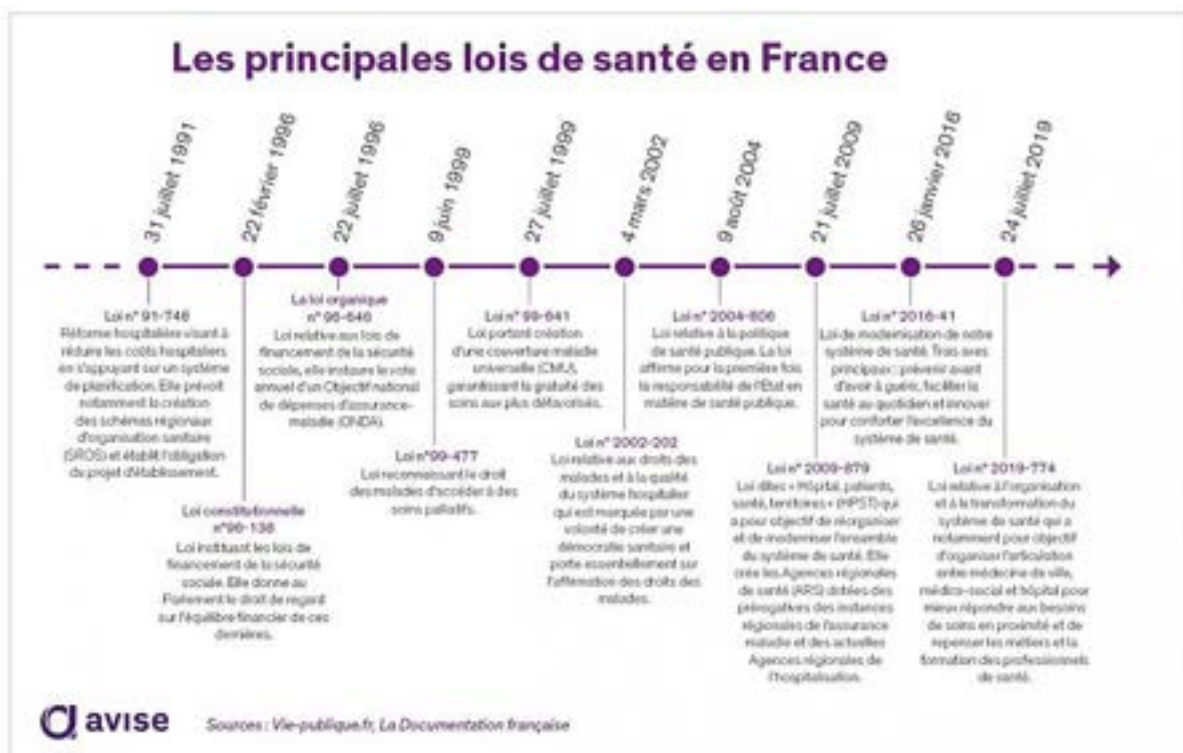 Les principales lois de santé en France
31 juillet 1991
22 février 1996
22 juillet 1996
9 juin 1999
27 juillet 1999
4 mars 2002
9 août 2004
21 juillet 2009
26 janvier 2016
24 juillet 2019
Loi n° 91-748
Réforme hospitalière visant à
réduire les coûts hospitaliers
en s'appuyant sur un système
de planification. Elle prévoit
notamment la création
des schémas régionaux
d'organisation sanitaire
(SROS) et établit l'obligation
du projet d'établissement.
Loi constitutionnelle
n°96-138
Loi instituant les lois de
financement de la sécurité
sociale. Elle donne au
Parlement le droit de regard
sur l'équilibre financier de ces
dernières.
La loi organique
n° 96-646
Loi relative aux lois de
financement de la sécurité
sociale, elle instaure le vote
annuel d'un Objectif national
de dépenses d'assurance-
maladie (ONDA).
Loi n°99-477
Loi reconnaissant le droit
des malades d'accéder à des
soins palliatifs.
Loi n° 99-641
Loi portant création
d'une couverture maladie
universelle (CMU),
garantissant la gratuité des
soins aux plus défavorisés.
Loi n° 2002-202
Loi relative aux droits des
malades et à la qualité
du système hospitalier
qui est marquée par une
volonté de créer une
démocratie sanitaire et
porte essentiellement sur
l'affirmation des droits des
malades.
Loi n° 2004-806
Loi relative à la politique
de santé publique. La loi
affirme pour la première fois
la responsabilité de l'État en
matière de santé publique.
Loi n° 2009-879
Loi dites « Hôpital, patients,
santé, territoires » (HPST) qui
a pour objectif de réorganiser
et de moderniser l'ensemble
du système de santé. Elle
crée les Agences régionales
de santé (ARS) dotées des
prérogatives des instances
régionales de l'assurance
maladie et des actuelles
Agences régionales de
l'hospitalisation.
Loi n° 2016-41
Loi de modernisation de notre
système de santé. Trois axes
principaux : prévenir avant
d'avoir à guérir, faciliter la
santé au quotidien et innover
pour conforter l'excellence du
système de santé.
Loi n° 2019-774
Loi relative à l'organisation
et à la transformation du
système de santé qui a
notamment pour objectif
d'organiser l'articulation
entre médecine de ville,
médico-social et hôpital pour
mieux répondre aux besoins
de soins en proximité et de
repenser les métiers et la
formation des professionnels
de santé.
avise
Sources : Vie-publique.fr, La Documentation française